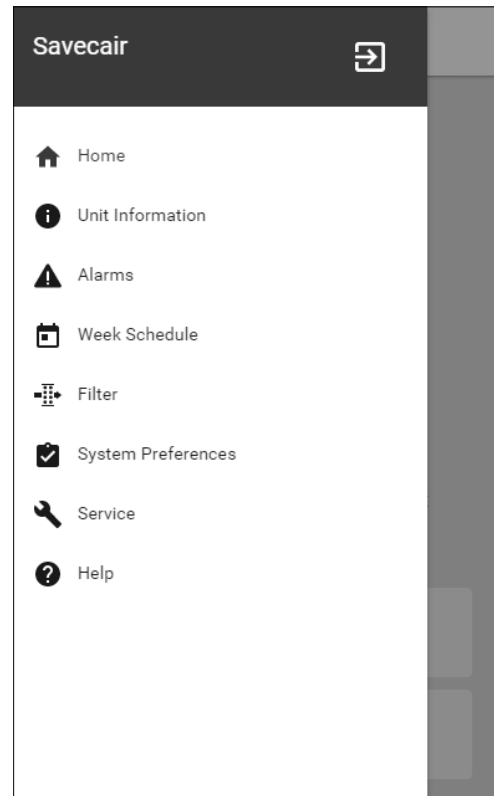 Savecair
Home
Unit Information
Alarms
Week Schedule
Filter
System Preferences
Service
Help